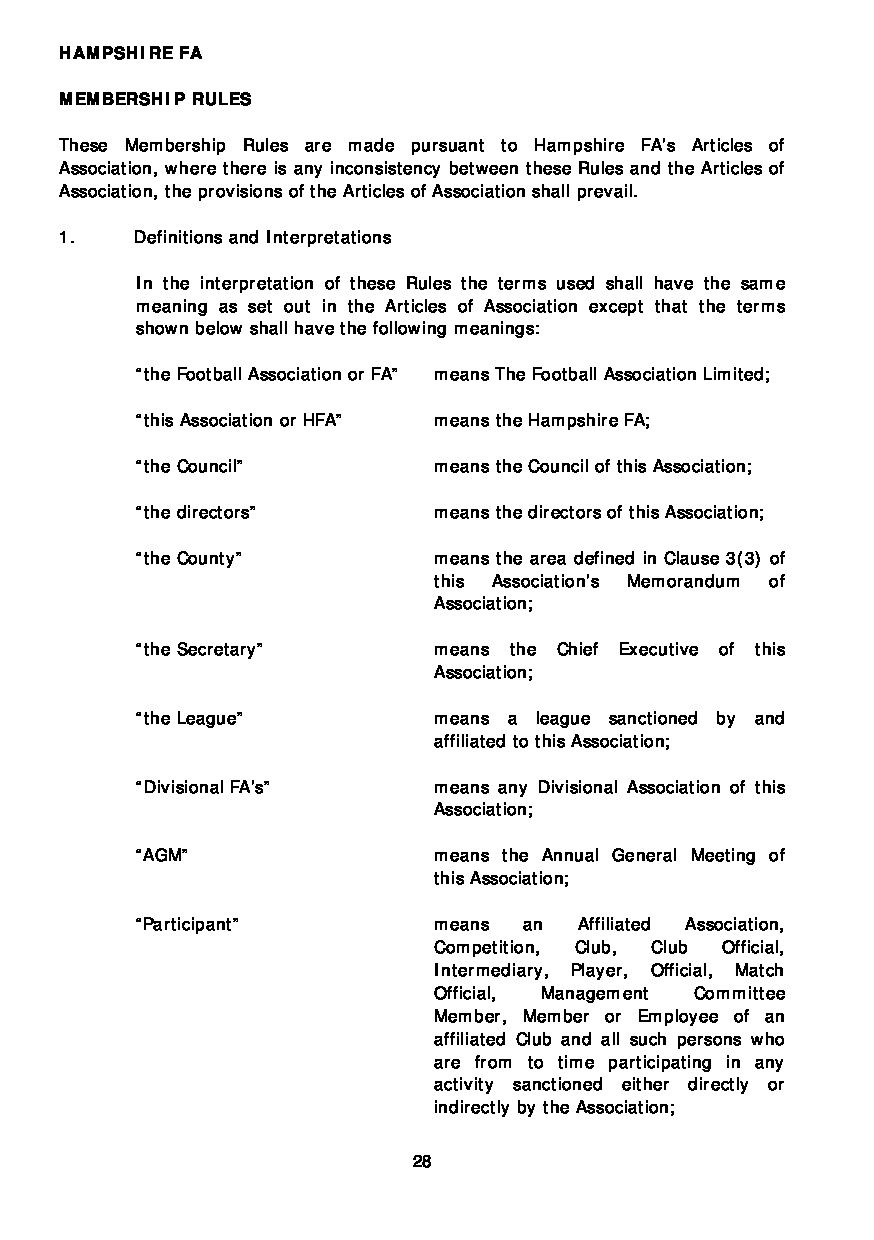 HAMPSHIRE FA
MEMBERSHIP RULES
These Membership Rules are made pursuant to Hampshire FA's Articles of
Association, where there is any inconsistency between these Rules and the Articles of
Association, the provisions of the Articles of Association shall prevail.
1. Definitions and Interpretations
In the interpretation of these Rules the terms used shall have the same
meaning as set out in the Articles of Association except that the terms
shown below shall have the following meanings:
“the Football Association or FA” means The Football Association Limited;
“this Association or HFA” means the Hampshire FA;
“the Council” means the Council of this Association;
“the directors” means the directors of this Association;
“the County” means the area defined in Clause 3(3) of
this Association's Memorandum of
Association;
“the Secretary” means the Chief Executive of this
Association;
“the League” means a league sanctioned by and
affiliated to this Association;
“Divisional FA's” means any Divisional Association of this
Association;
“AGM” means the Annual General Meeting of
this Association;
“Participant” means an Affiliated Association,
Competition, Club, Club Official,
Intermediary, Player, Official, Match
Official, Management Committee
Member, Member or Employee of an
affiliated Club and all such persons who
are from to time participating in any
activity sanctioned either directly or
indirectly by the Association;
28